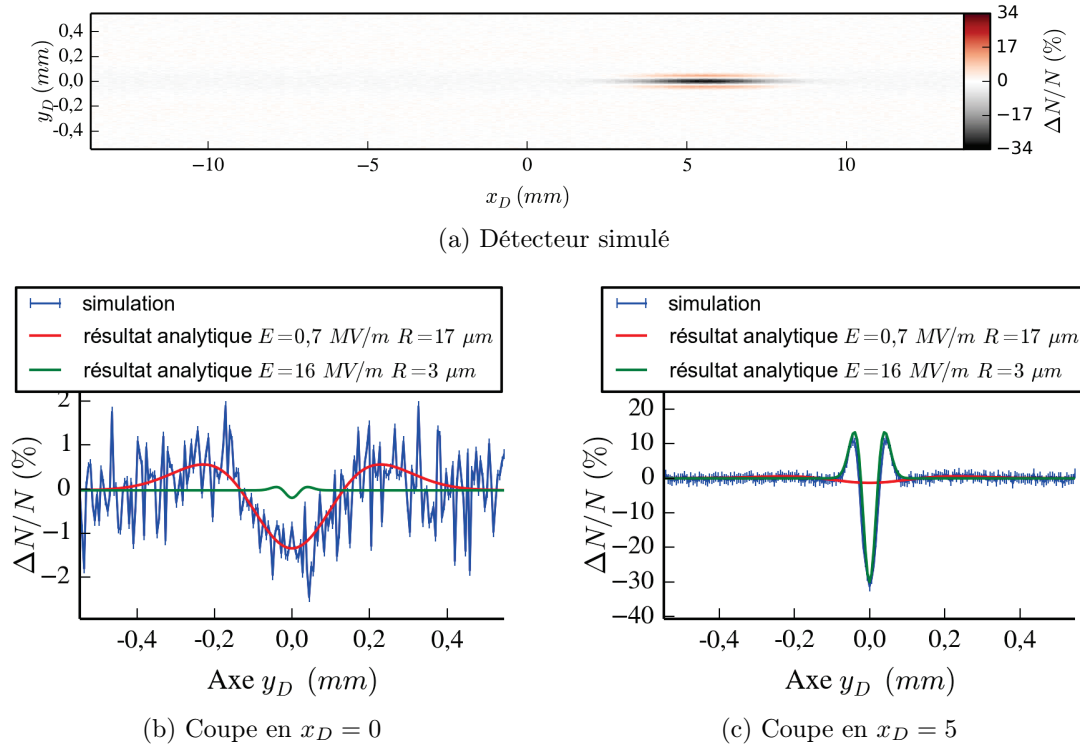 0,4
0,2
0,0
−0,2
−0,4
y_D (mm)
−10
−5
0
5
10
x_D (mm)
34
17
0
−17
−34
ΔN/N (%)
(a) Détecteur simulé
simulation
résultat analytique E=0,7 MV/m R=17 μm
résultat analytique E=16 MV/m R=3 μm
2
1
0
−1
−2
ΔN/N (%)
-0,4
-0,2
0,0
0,2
0,4
Axe y_D (mm)
(b) Coupe en x_D = 0
simulation
résultat analytique E=0,7 MV/m R=17 μm
résultat analytique E=16 MV/m R=3 μm
20
10
0
−10
−20
−30
−40
ΔN/N (%)
-0,4
-0,2
0,0
0,2
0,4
Axe y_D (mm)
(c) Coupe en x_D = 5